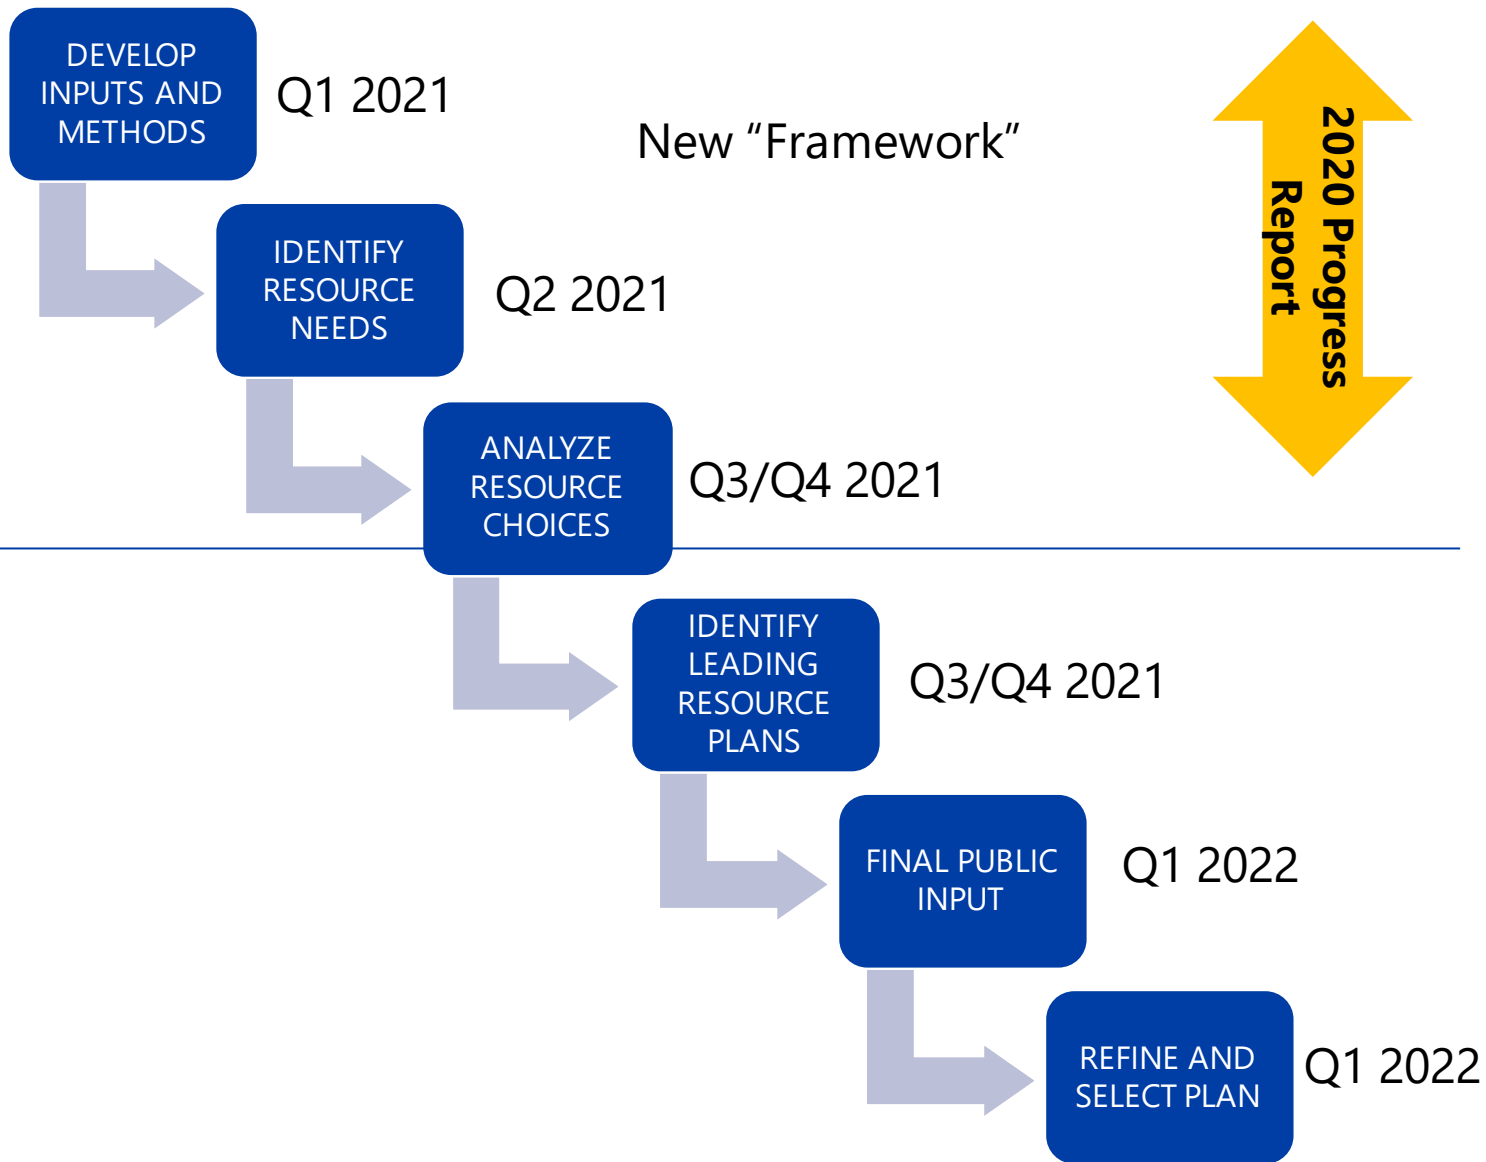 DEVELOP
INPUTS AND
METHODS
Q1 2021
New “Framework”
2020 Progress
Report
IDENTIFY
RESOURCE
NEEDS
Q2 2021
ANALYZE
RESOURCE
CHOICES
Q3/Q4 2021
IDENTIFY
LEADING
RESOURCE
PLANS
Q3/Q4 2021
FINAL PUBLIC
INPUT
Q1 2022
REFINE AND
SELECT PLAN
Q1 2022